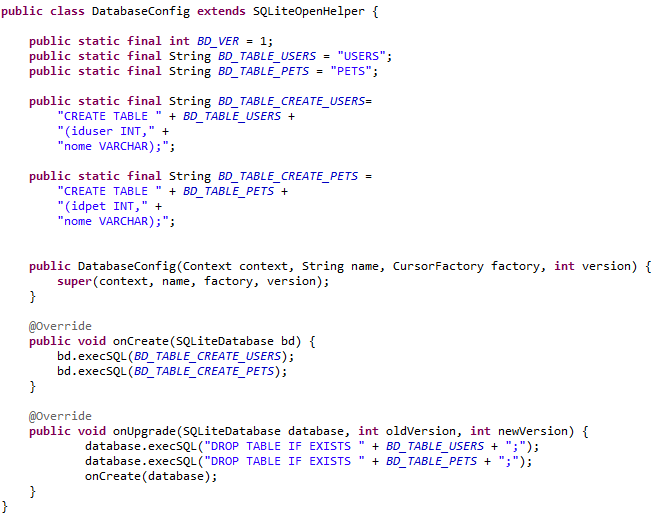 public class DatabaseConfig extends SQLiteOpenHelper {
public static final int BD_VER = 1;
public static final String BD_TABLE_USERS = "USERS";
public static final String BD_TABLE_PETS = "PETS";
public static final String BD_TABLE_CREATE_USERS=
"CREATE TABLE " + BD_TABLE_USERS +
"(iduser INT," +
"nome VARCHAR);";
public static final String BD_TABLE_CREATE_PETS =
"CREATE TABLE " + BD_TABLE_PETS +
"(idpet INT," +
"nome VARCHAR);";
public DatabaseConfig(Context context, String name, CursorFactory factory, int version) {
super(context, name, factory, version);
}
@Override
public void onCreate(SQLiteDatabase bd) {
bd.execSQL(BD_TABLE_CREATE_USERS);
bd.execSQL(BD_TABLE_CREATE_PETS);
}
@Override
public void onUpgrade(SQLiteDatabase database, int oldVersion, int newVersion) {
database.execSQL("DROP TABLE IF EXISTS " + BD_TABLE_USERS + ";");
database.execSQL("DROP TABLE IF EXISTS " + BD_TABLE_PETS + ";");
onCreate(database);
}
}